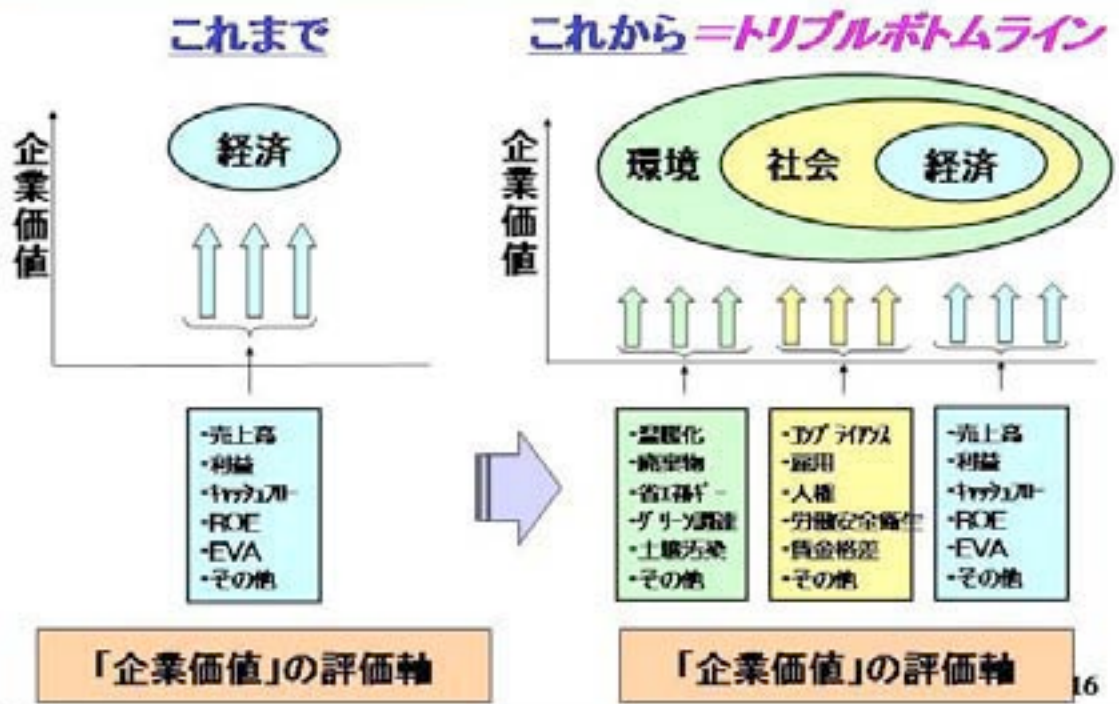 これまで
企業価値
経済
・売上高
・利益
・ｷｬｯｼｭﾌﾛｰ
・ROE
・EVA
・その他
「企業価値」の評価軸
これから＝トリプルボトムライン
企業価値
環境
社会
経済
・温暖化
・廃棄物
・省ｴﾈﾙｷﾞｰ
・ｸﾞﾘｰﾝ調達
・土壌汚染
・その他
・ｺﾝﾌﾟﾗｲｱﾝｽ
・雇用
・人権
・労働安全衛生
・賃金格差
・その他
・売上高
・利益
・ｷｬｯｼｭﾌﾛｰ
・ROE
・EVA
・その他
「企業価値」の評価軸
16